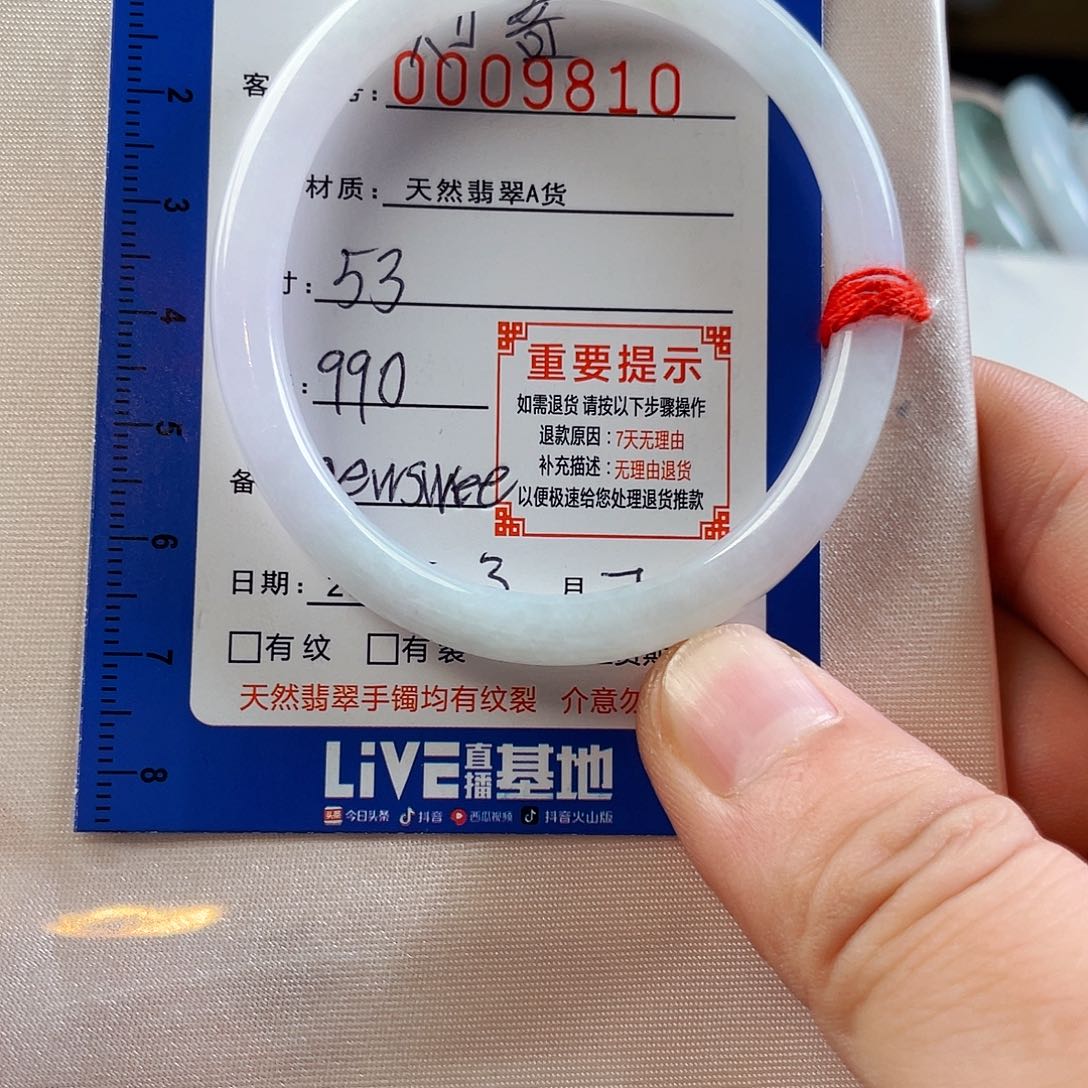 奇
客 号: 0009810
材质: 天然翡翠A货
寸: 53
: 990
重要提示
如需退货 请按以下步骤操作
退款原因:7天无理由
补充描述:无理由退货
以便极速给您处理退货推款
备 ewswee
日期: 2 3 月
□有纹 □有裂
天然翡翠手镯均有纹裂 介意勿
LiVE直播基地
头条 今日头条 抖音 西瓜视频 抖音火山版
2
3
4
5
6
7
8